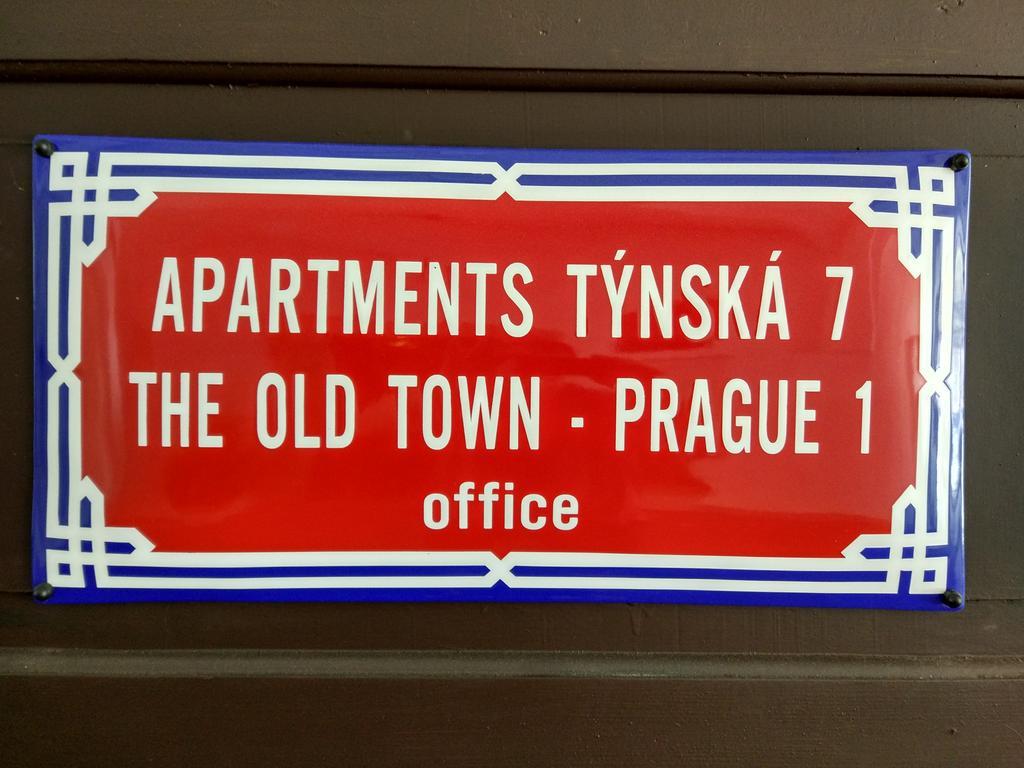 APARTMENTS TÝNSKÁ 7
THE OLD TOWN - PRAGUE 1
office